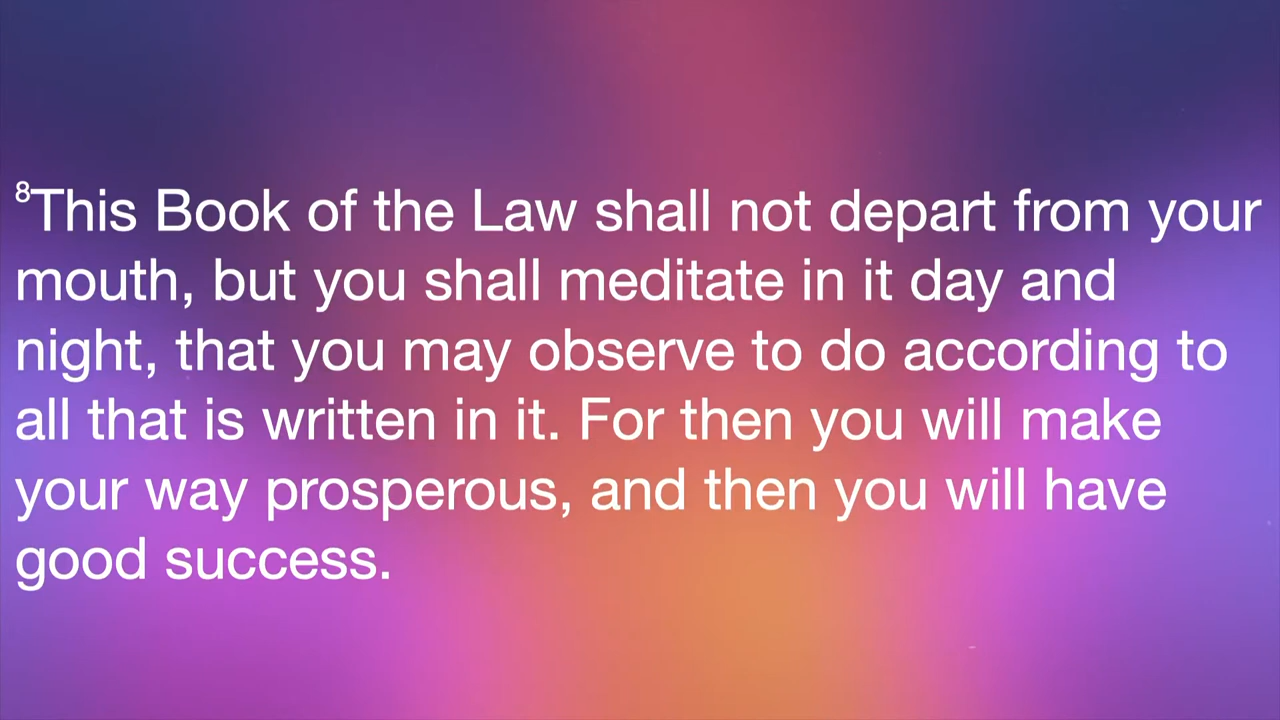 ⁸This Book of the Law shall not depart from your
mouth, but you shall meditate in it day and
night, that you may observe to do according to
all that is written in it. For then you will make
your way prosperous, and then you will have
good success.